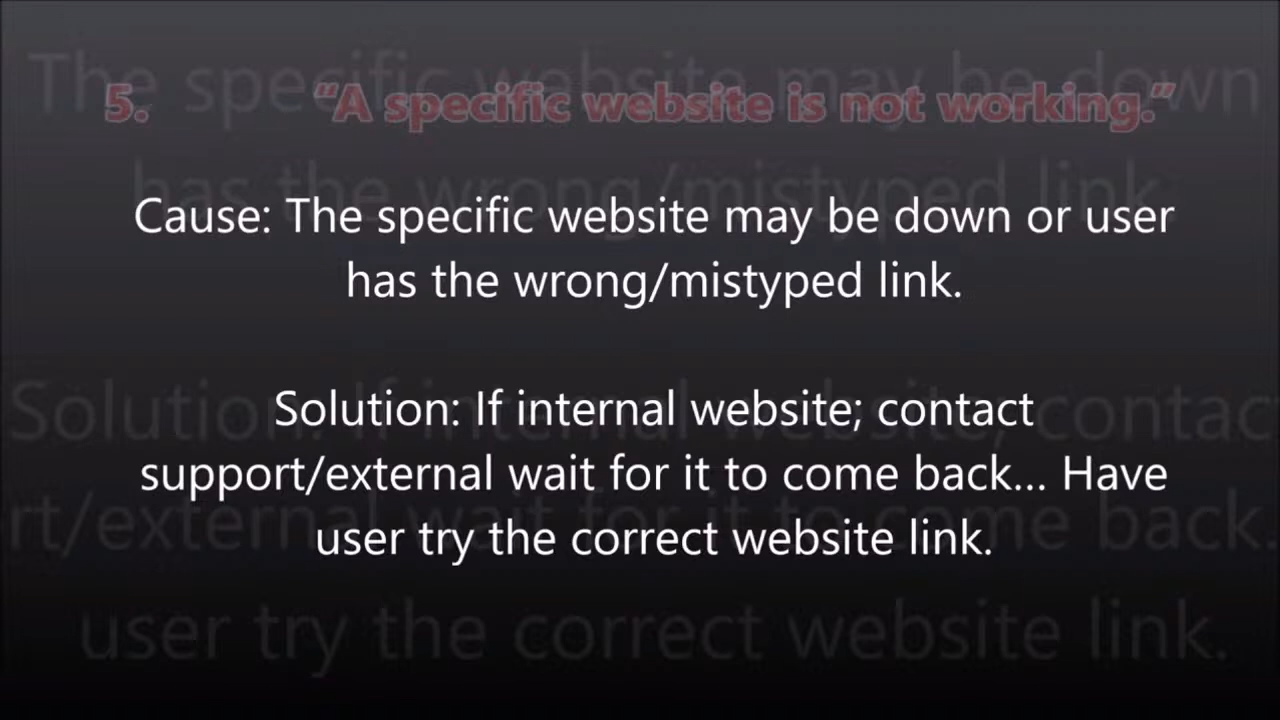 5. “A specific website is not working.”
Cause: The specific website may be down or user
has the wrong/mistyped link.
Solution: If internal website; contact
support/external wait for it to come back... Have
user try the correct website link.